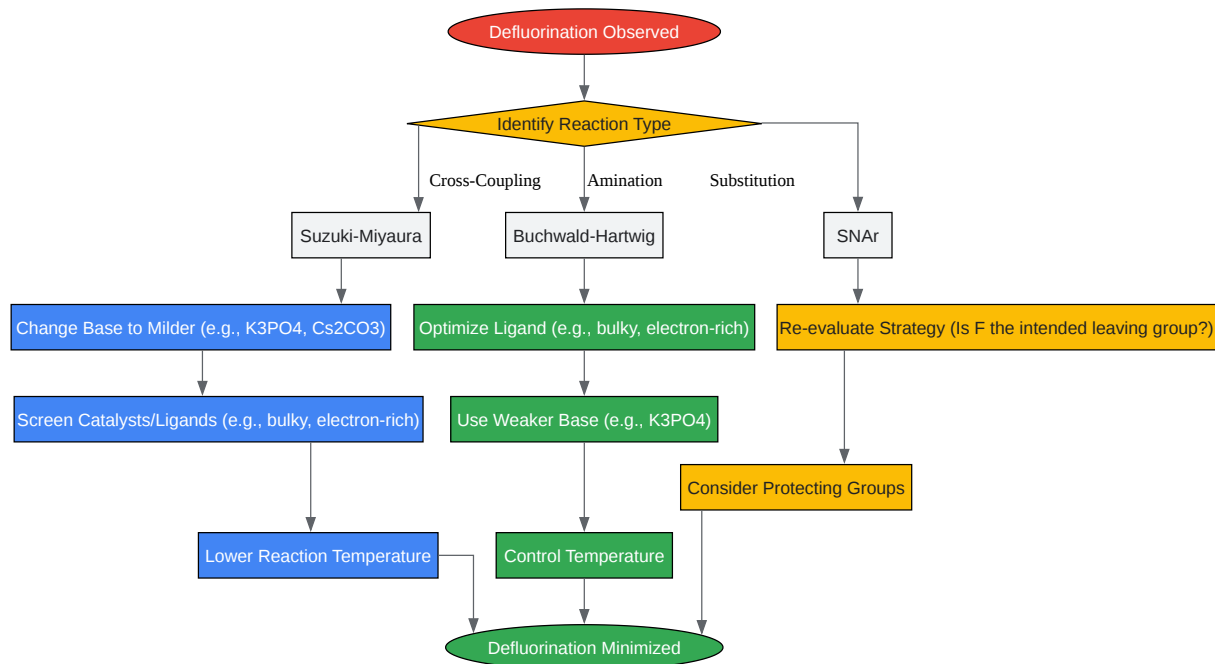 Defluorination Observed
Identify Reaction Type
Cross-Coupling
Amination
Substitution
Suzuki-Miyaura
Buchwald-Hartwig
SNAr
Change Base to Milder (e.g., K3PO4, Cs2CO3)
Optimize Ligand (e.g., bulky, electron-rich)
Re-evaluate Strategy (Is F the intended leaving group?)
Screen Catalysts/Ligands (e.g., bulky, electron-rich)
Use Weaker Base (e.g., K3PO4)
Consider Protecting Groups
Lower Reaction Temperature
Control Temperature
Defluorination Minimized